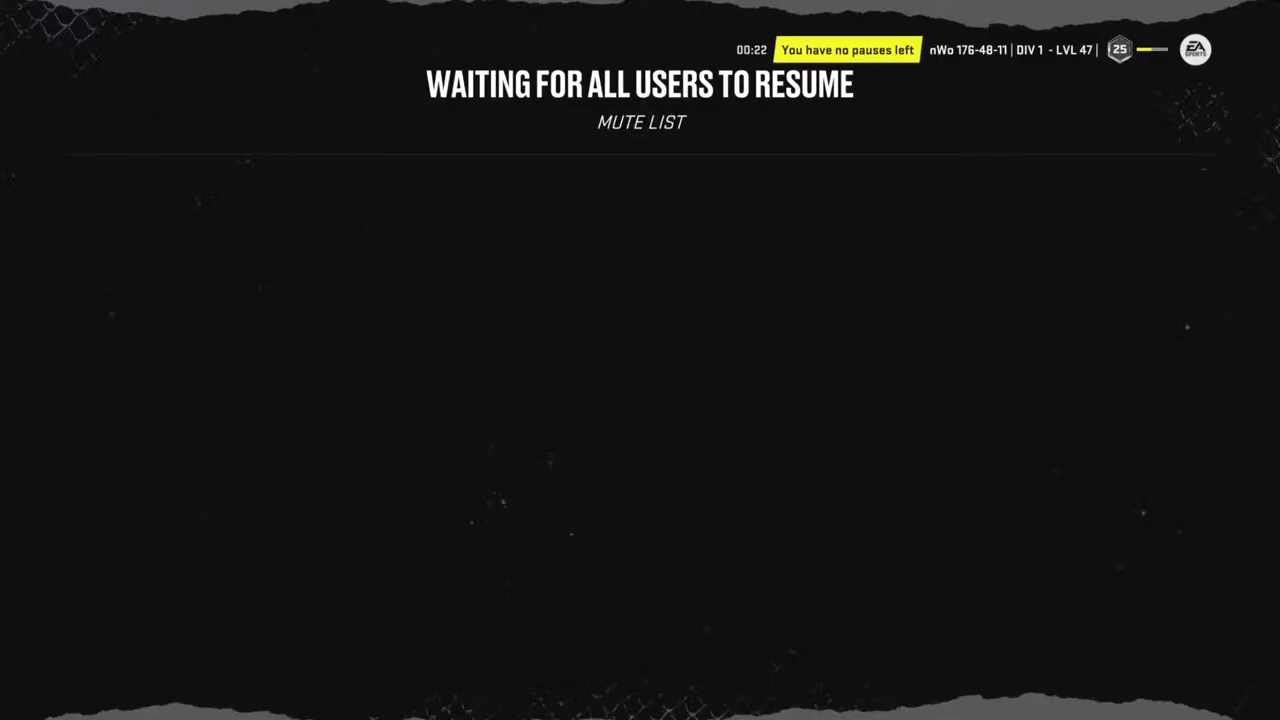 00:22 You have no pauses left nWo 176-48-11 | DIV 1 - LVL 47 | 25 EA SPORTS
WAITING FOR ALL USERS TO RESUME
MUTE LIST